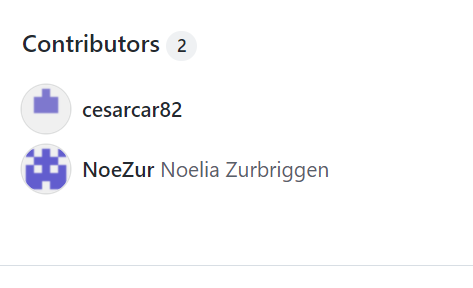 Contributors 2
cesarcar82
NoeZur Noelia Zurbriggen